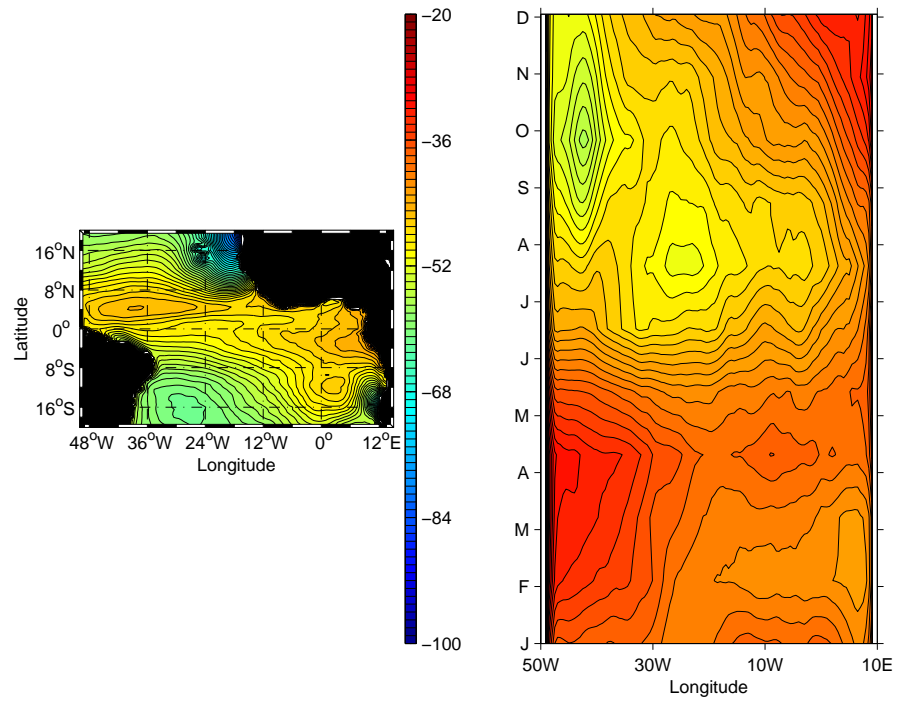 16°N
8°N
0°
8°S
16°S
Latitude
48°W 36°W 24°W 12°W 0° 12°E
Longitude
−20
−36
−52
−68
−84
−100
D
N
O
S
A
J
J
M
A
M
F
J
50W 30W 10W 10E
Longitude